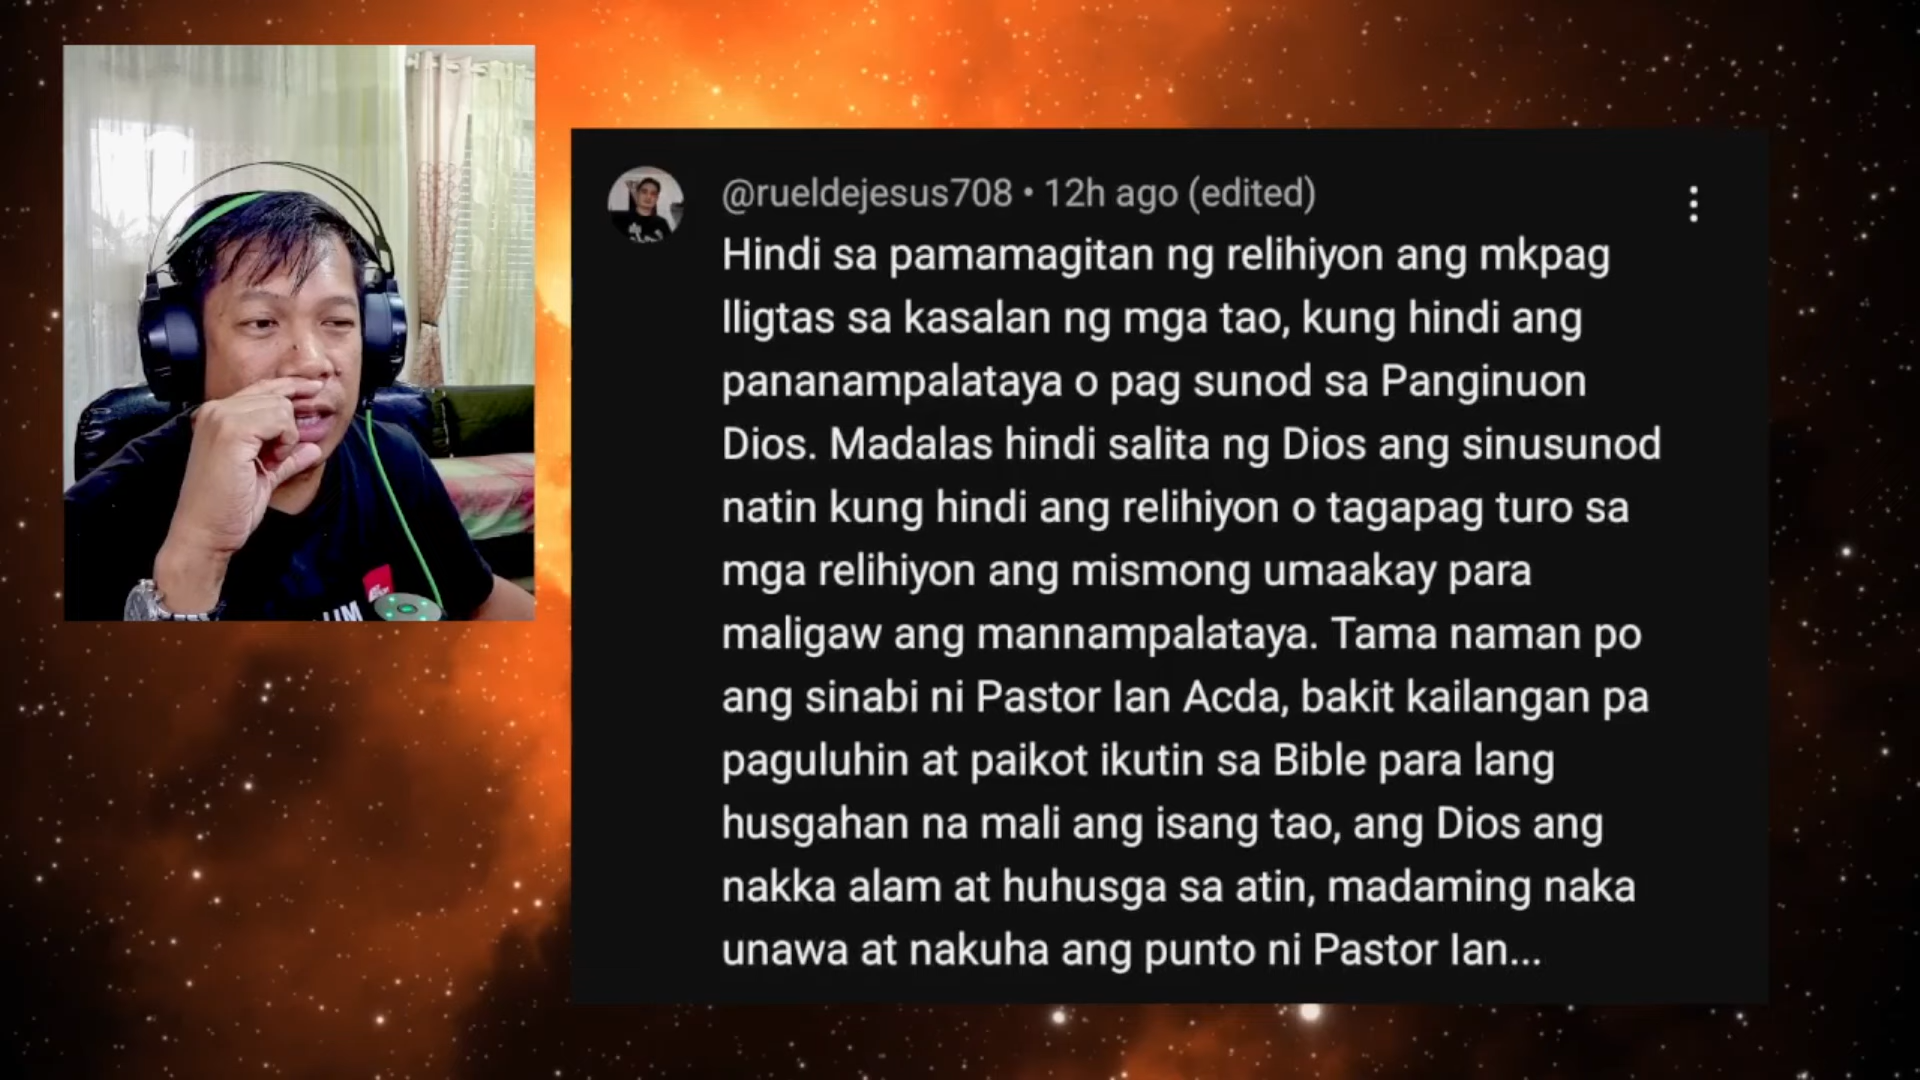 @rueldejesus708 • 12h ago (edited)
Hindi sa pamamagitan ng relihiyon ang mkpag
lligtas sa kasalan ng mga tao, kung hindi ang
pananampalataya o pag sunod sa Panginuon
Dios. Madalas hindi salita ng Dios ang sinusunod
natin kung hindi ang relihiyon o tagapag turo sa
mga relihiyon ang mismong umaakay para
maligaw ang mannampalataya. Tama naman po
ang sinabi ni Pastor Ian Acda, bakit kailangan pa
paguluhin at paikot ikutin sa Bible para lang
husgahan na mali ang isang tao, ang Dios ang
nakka alam at huhusga sa atin, madaming naka
unawa at nakuha ang punto ni Pastor Ian...